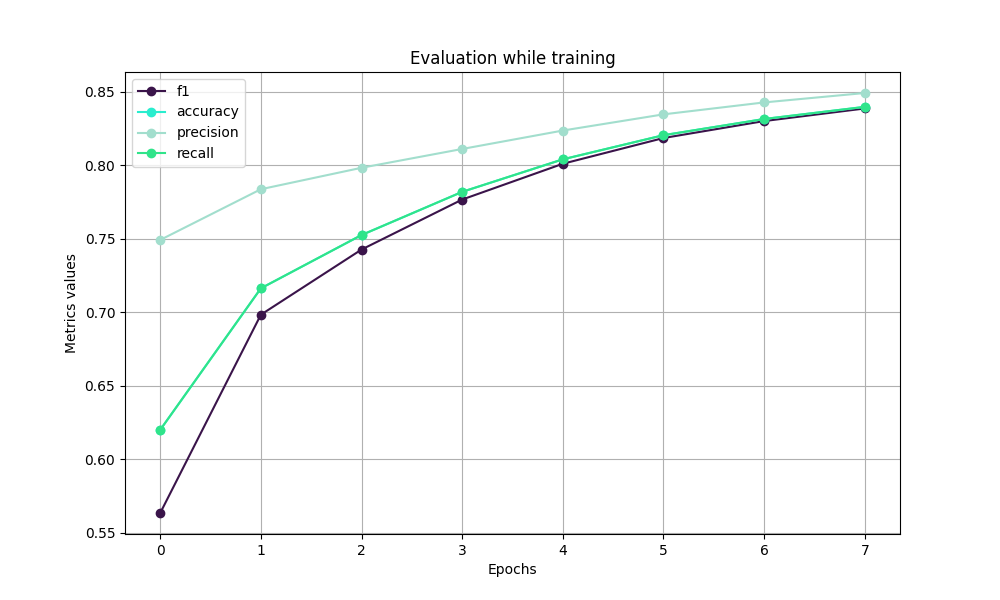 Evaluation while training
f1
accuracy
precision
recall
0.85
0.80
0.75
0.70
0.65
0.60
0.55
Metrics values
0 1 2 3 4 5 6 7
Epochs